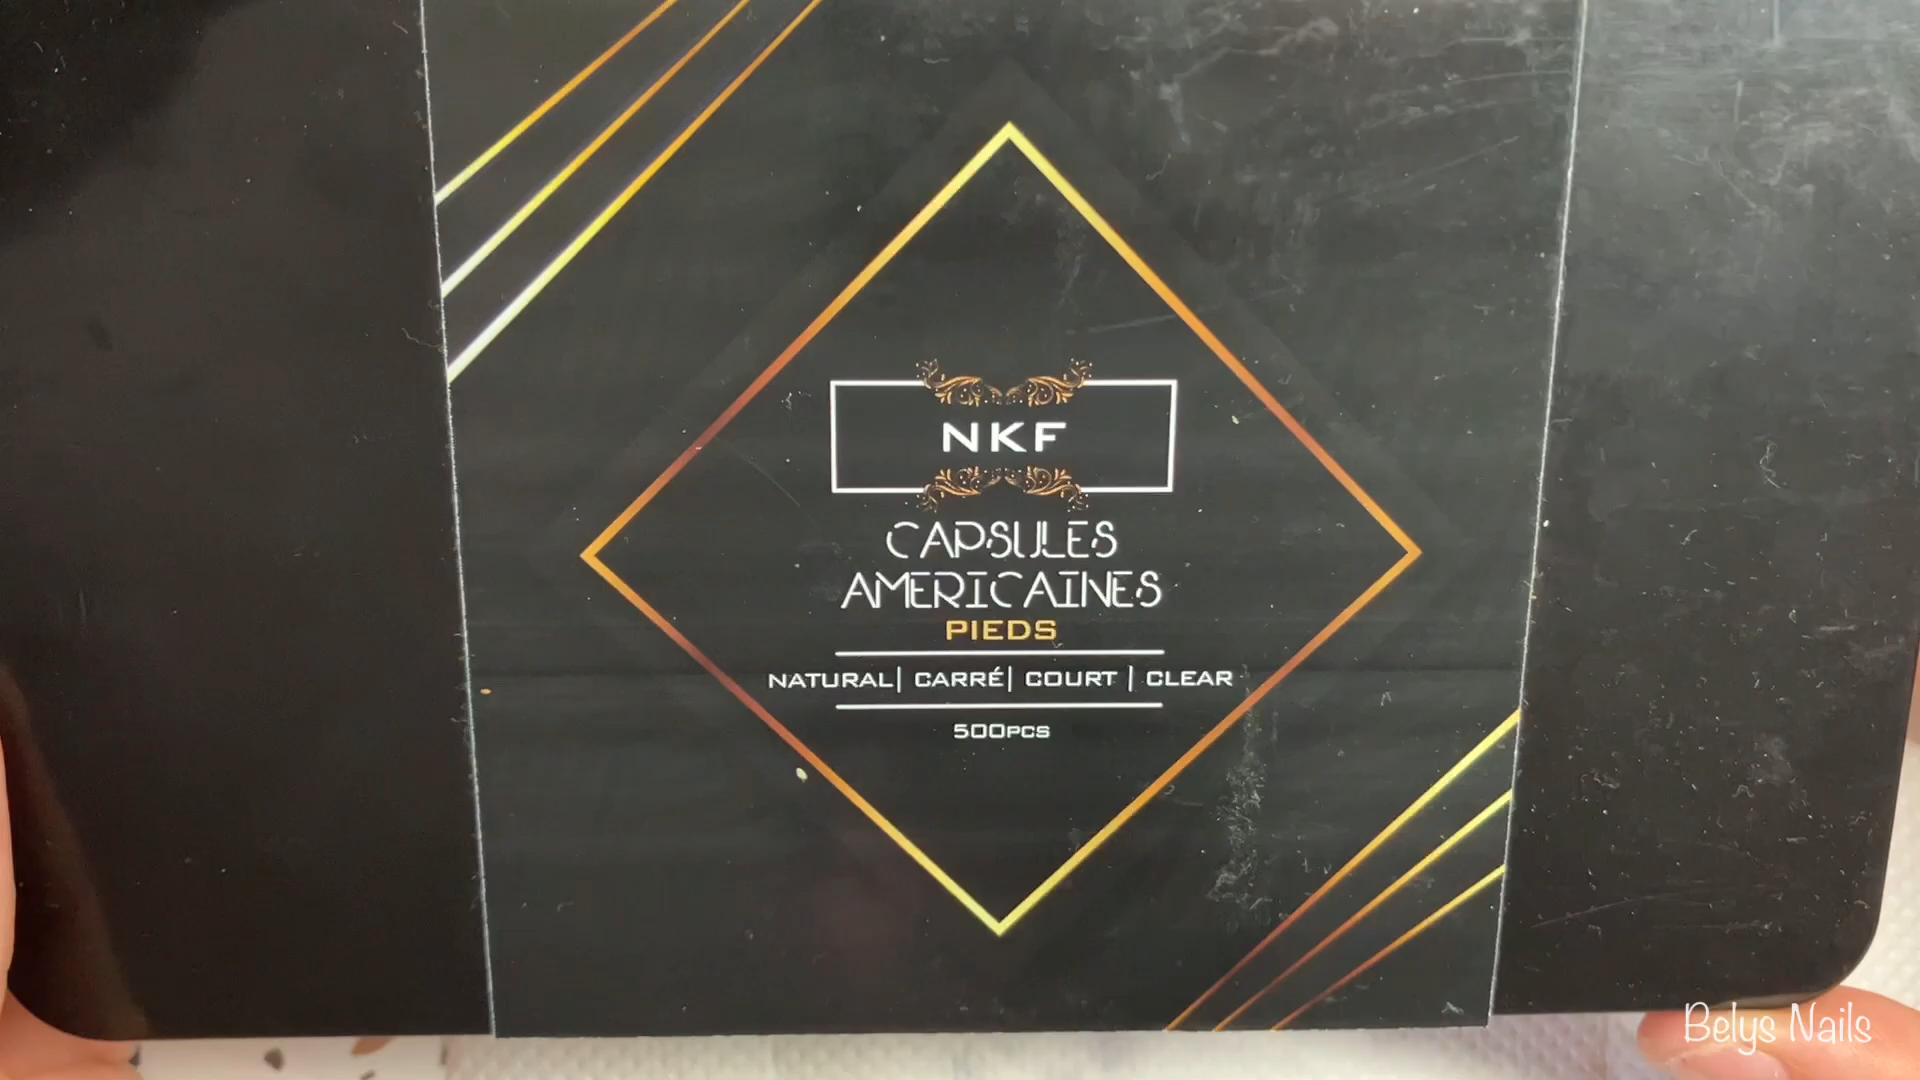 NKF
CAPSULES
AMERICAINES
PIEDS
NATURAL| CARRÉ| COURT | CLEAR
500PCS
Belys Nails